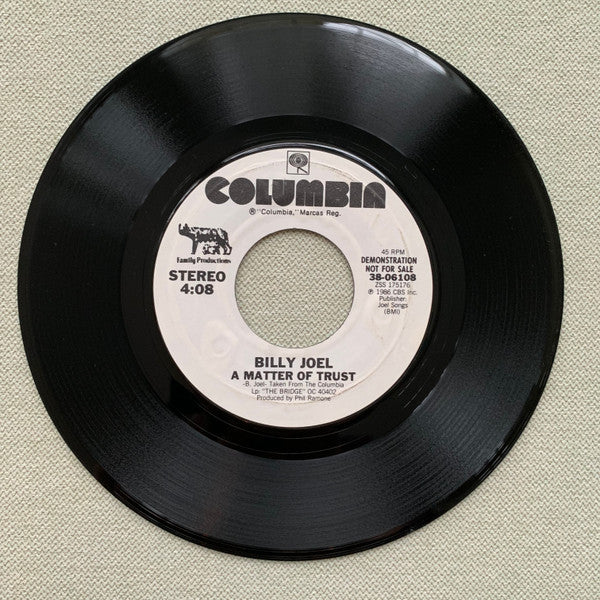 COLUMBIA
® "Columbia," Marcas Reg.
Family Productions
STEREO
4:08
45 RPM
DEMONSTRATION
NOT FOR SALE
38-06108
ZSS 175176
℗ 1986 CBS Inc.
Publisher:
Joel Songs
(BMI)
BILLY JOEL
A MATTER OF TRUST
-B. Joel- Taken From The Columbia
Lp: "THE BRIDGE" OC 40402
Produced by Phil Ramone